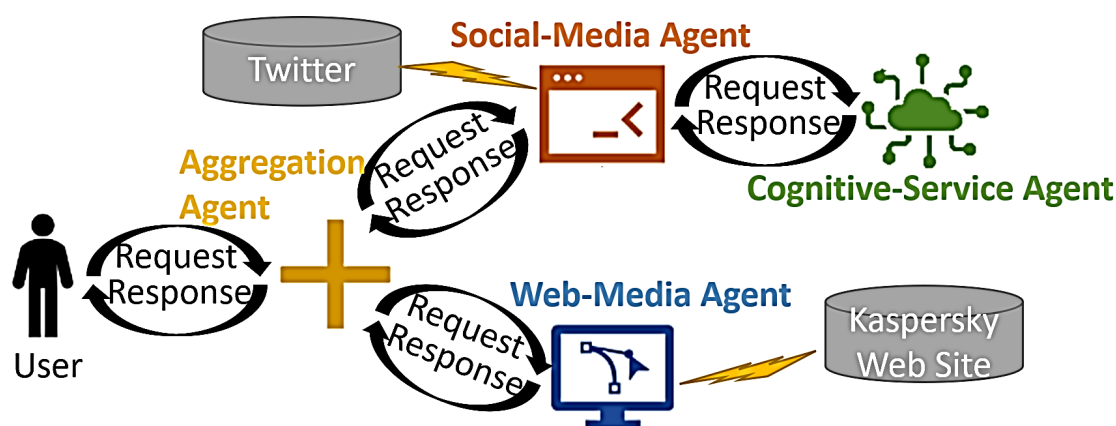 Social-Media Agent
Twitter
Request
Response
Cognitive-Service Agent
Aggregation
Agent
Request
Response
User
Request
Response
Web-Media Agent
Request
Response
Kaspersky
Web Site